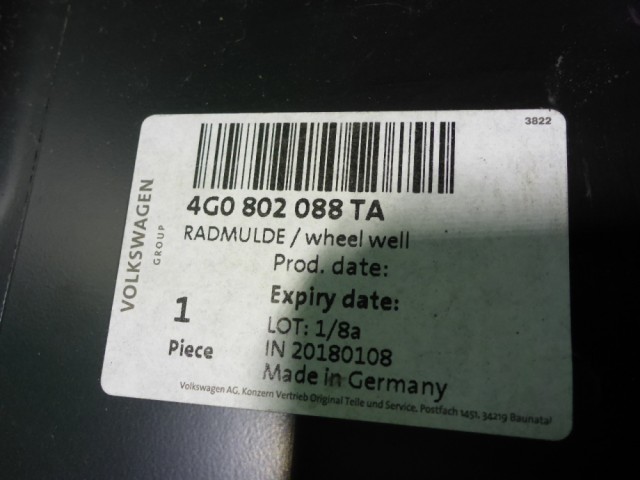 3822
VOLKSWAGEN
GROUP
4G0 802 088 TA
RADMULDE / wheel well
Prod. date:
Expiry date:
1
Piece
LOT: 1/8a
IN 20180108
Made in Germany
Volkswagen AG. Konzern Vertrieb Original Teile und Service. Postfach 1451, 34219 Baunatal